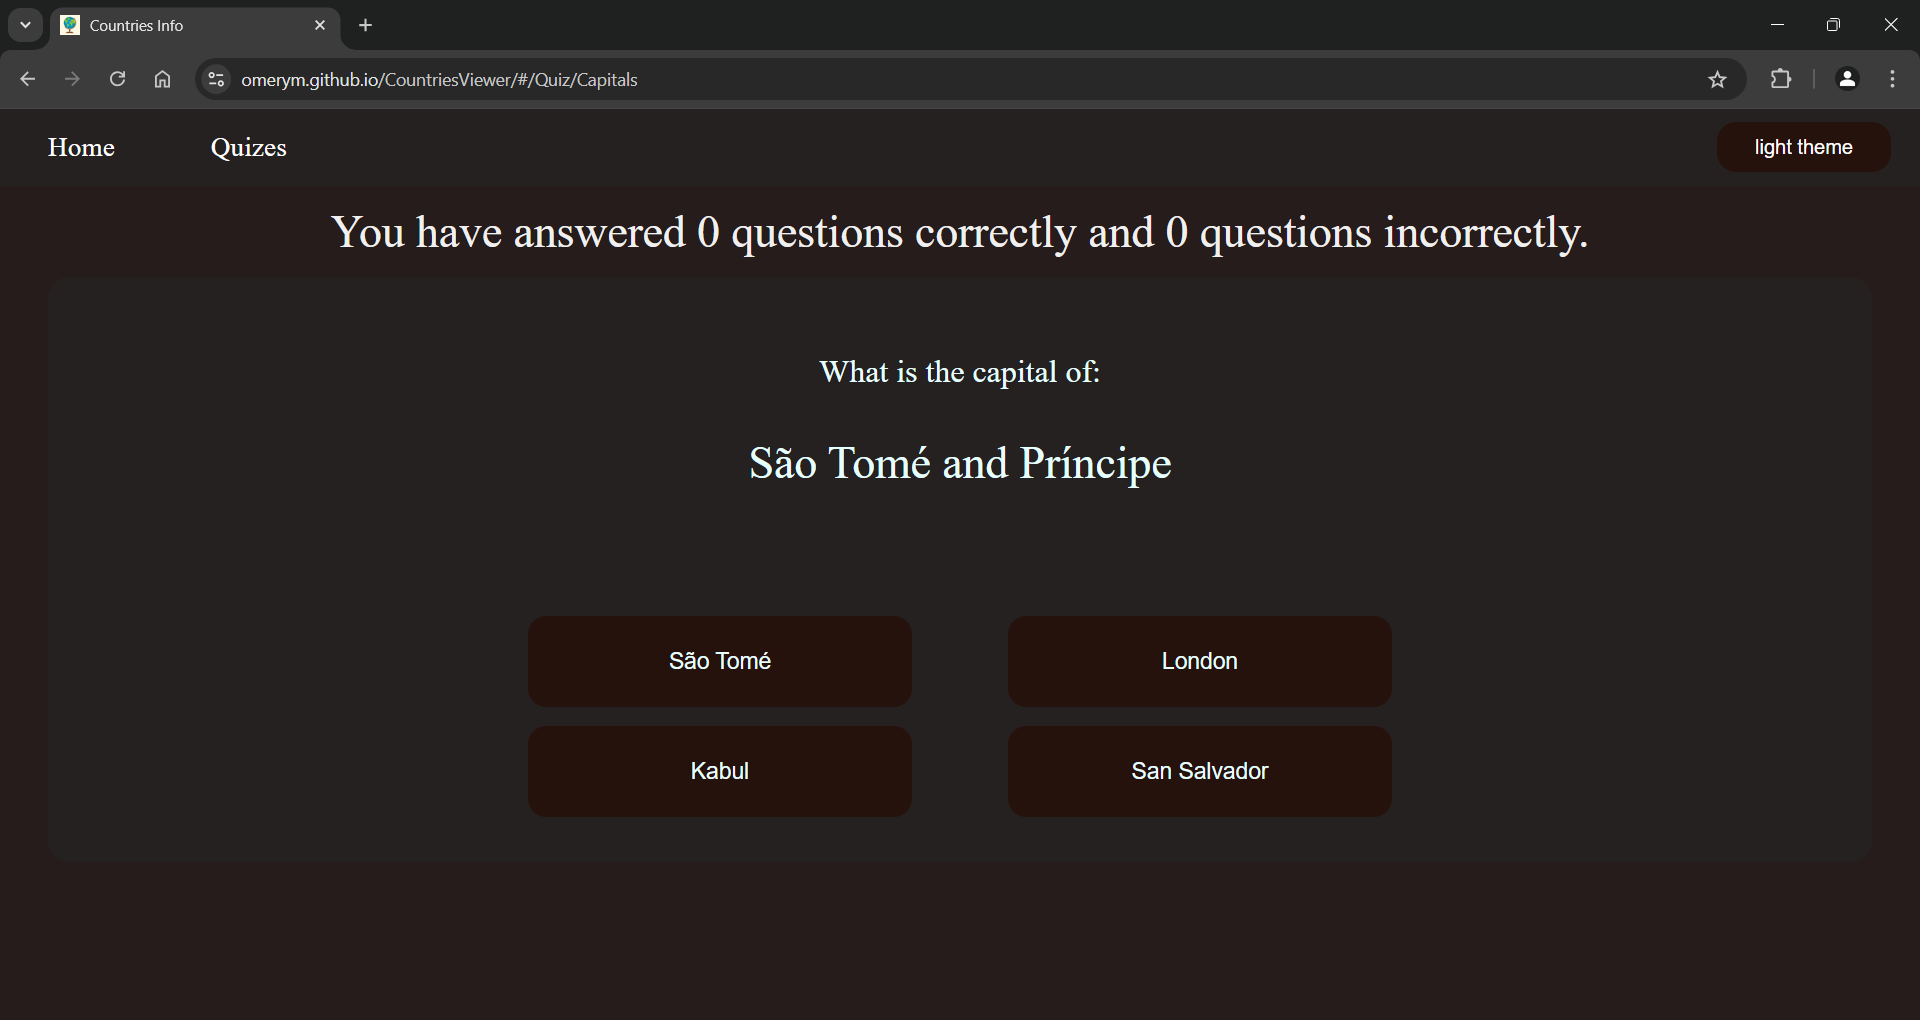 Countries Info
omerym.github.io/CountriesViewer/#/Quiz/Capitals
Home Quizes light theme
You have answered 0 questions correctly and 0 questions incorrectly.
What is the capital of:
São Tomé and Príncipe
São Tomé London
Kabul San Salvador